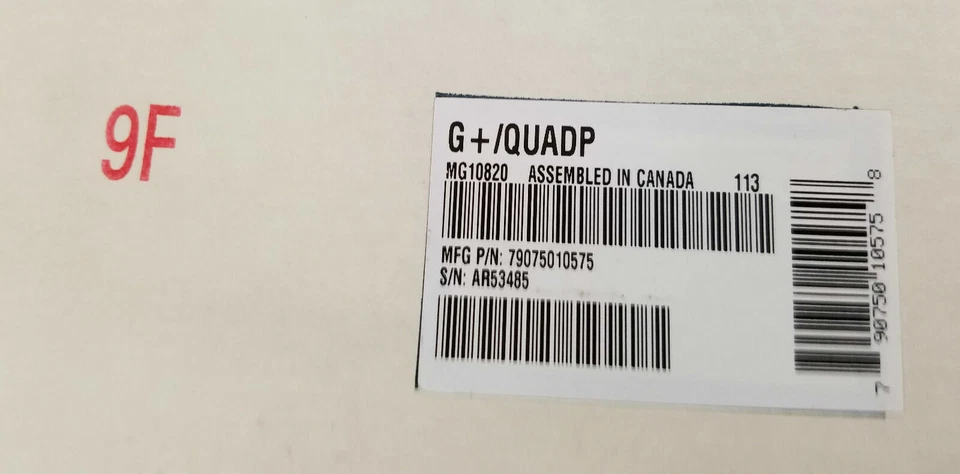 9F
G+/QUADP
MG10820 ASSEMBLED IN CANADA 113
MFG P/N: 79075010575
S/N: AR53485
7 90750 10575 8